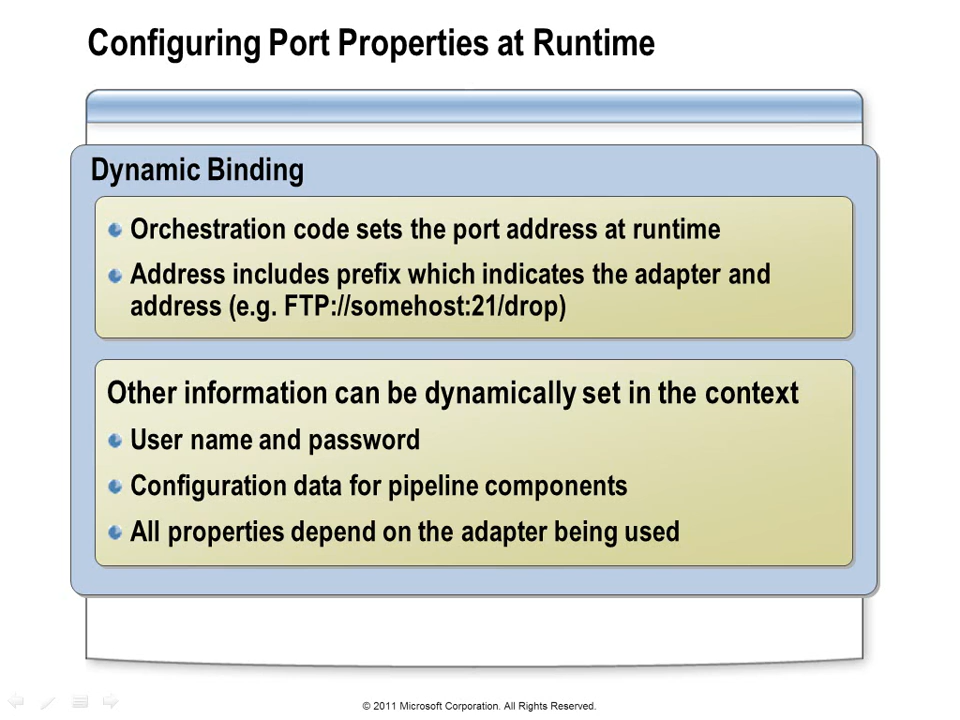 Configuring Port Properties at Runtime
Dynamic Binding
Orchestration code sets the port address at runtime
Address includes prefix which indicates the adapter and
address (e.g. FTP://somehost:21/drop)
Other information can be dynamically set in the context
User name and password
Configuration data for pipeline components
All properties depend on the adapter being used
© 2011 Microsoft Corporation. All Rights Reserved.